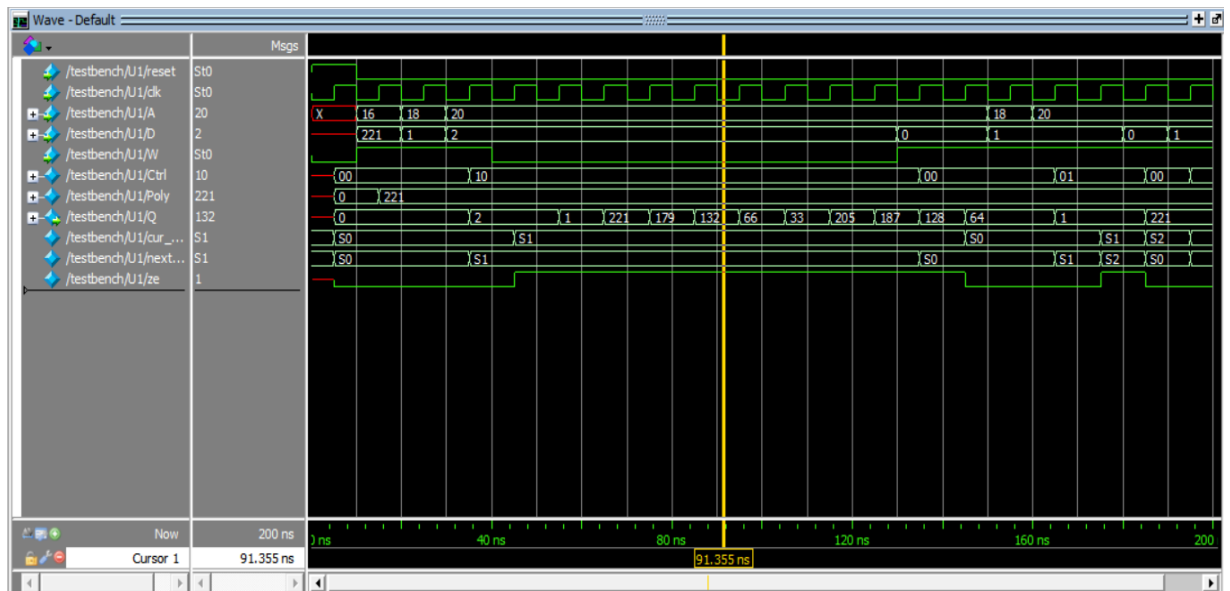 Wave - Default
Msgs
/testbench/U1/reset St0
/testbench/U1/clk St0
/testbench/U1/A 20 X 16 18 20 18 20
/testbench/U1/D 2 221 1 2 0 1 0 1
/testbench/U1/W St0
/testbench/U1/Ctrl 10 00 10 00 01 00
/testbench/U1/Poly 221 0 221
/testbench/U1/Q 132 0 2 1 221 179 132 66 33 205 187 128 64 1 221
/testbench/U1/cur_... S1 S0 S1 S0 S1 S2
/testbench/U1/next... S1 S0 S1 S0 S1 S2 S0
/testbench/U1/ze 1
Now 200 ns ns 40 ns 80 ns 120 ns 160 ns 200
Cursor 1 91.355 ns 91.355 ns